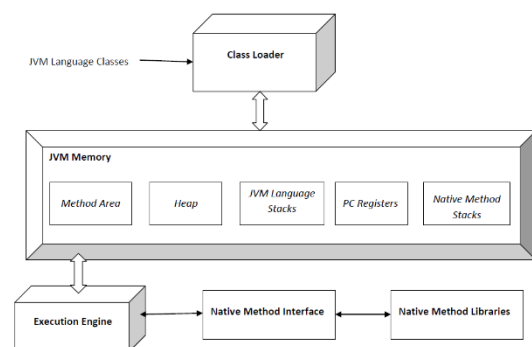 Class Loader
JVM Language Classes
JVM Memory
Method Area
Heap
JVM Language
Stacks
PC Registers
Native Method
Stacks
Execution Engine
Native Method Interface
Native Method Libraries